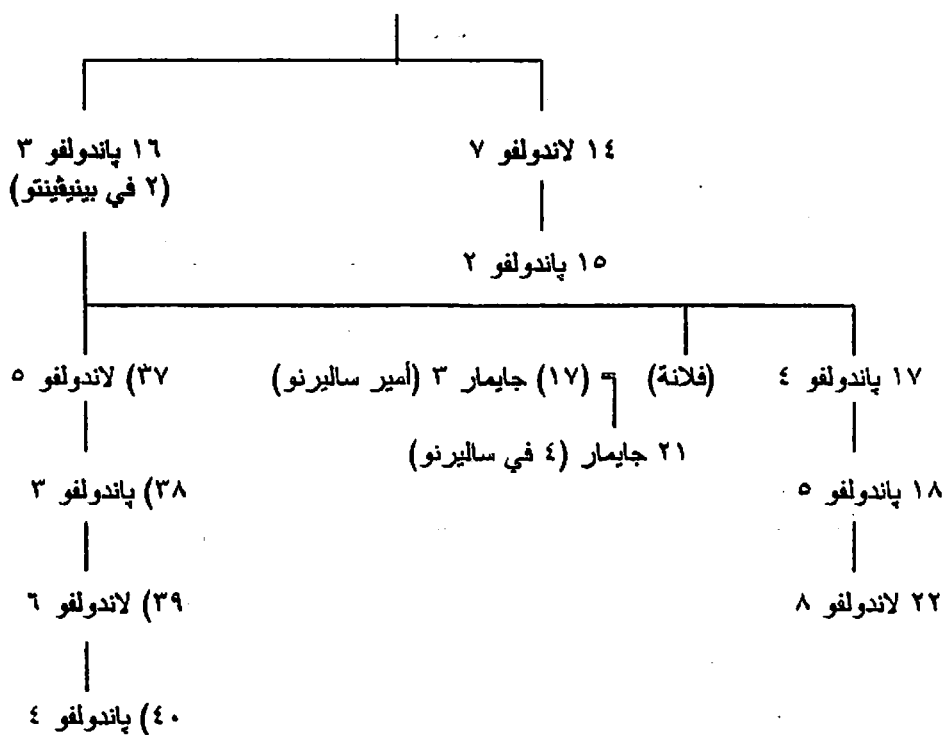 ١٤ لاندولفو ٧
١٦ پاندولفو ٣
(٢ في بينيڤينتو)
١٥ پاندولفو ٢
١٧ پاندولفو ٤
(فلانة)
= (١٧) جايمار ٣ (أمير ساليرنو)
٣٧) لاندولفو ٥
٢١ جايمار (٤ في ساليرنو)
١٨ پاندولفو ٥
٣٨) پاندولفو ٣
٢٢ لاندولفو ٨
٣٩) لاندولفو ٦
٤٠) پاندولفو ٤